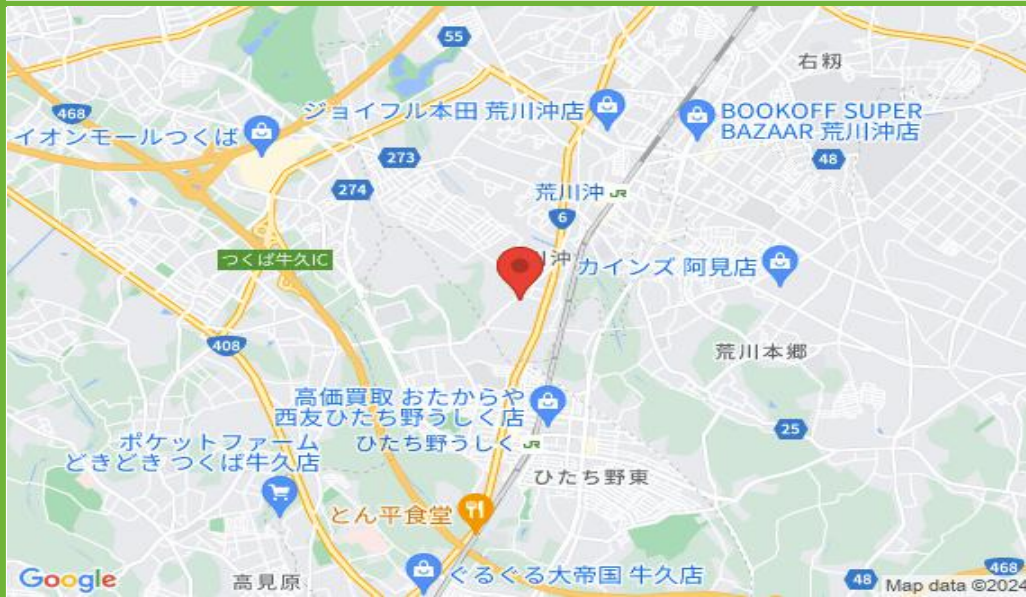 55
右籾
468
ジョイフル本田 荒川沖店
BOOKOFF SUPER
BAZAAR 荒川沖店
イオンモールつくば
273
48
274
荒川沖 JR
6
つくば牛久IC
川沖
カインズ 阿見店
408
荒川本郷
高価買取 おたからや
西友ひたち野うしく店
25
ポケットファーム
どきどき つくば牛久店
ひたち野うしく JR
ひたち野東
とん平食堂
Google
高見原
ぐるぐる大帝国 牛久店
48
468
Map data ©2024